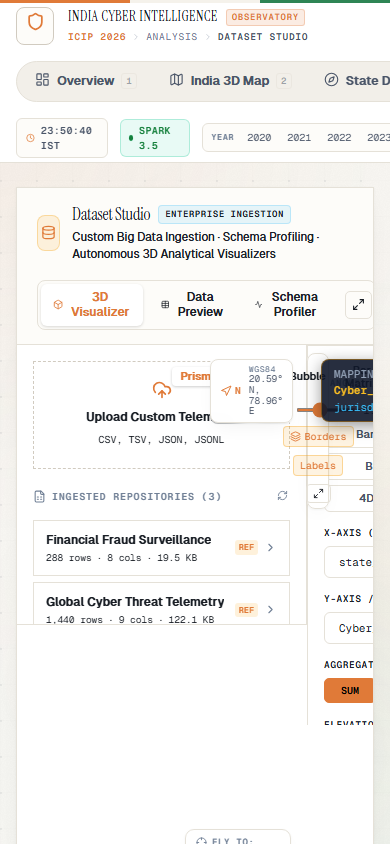 INDIA CYBER INTELLIGENCE OBSERVATORY
ICIP 2026 > ANALYSIS > DATASET STUDIO
Overview 1 India 3D Map 2 State D
23:50:40 IST
SPARK 3.5
YEAR 2020 2021 2022 2023
Dataset Studio ENTERPRISE INGESTION
Custom Big Data Ingestion · Schema Profiling ·
Autonomous 3D Analytical Visualizers
3D Visualizer
Data Preview
Schema Profiler
Prism
N
WGS84
20.59°
N,
78.96°
E
Bubble
MAPPIN
Cyber_
jurisd
Upload Custom Telem
CSV, TSV, JSON, JSONL
Borders
Bar
Labels
B
4D
INGESTED REPOSITORIES (3)
Financial Fraud Surveillance
288 rows · 8 cols · 19.5 KB
REF
Global Cyber Threat Telemetry
1,440 rows · 9 cols · 122.1 KB
REF
X-AXIS (
state
Y-AXIS /
Cyber
AGGREGAT
SUM
ELEVATIO
FLY TO: